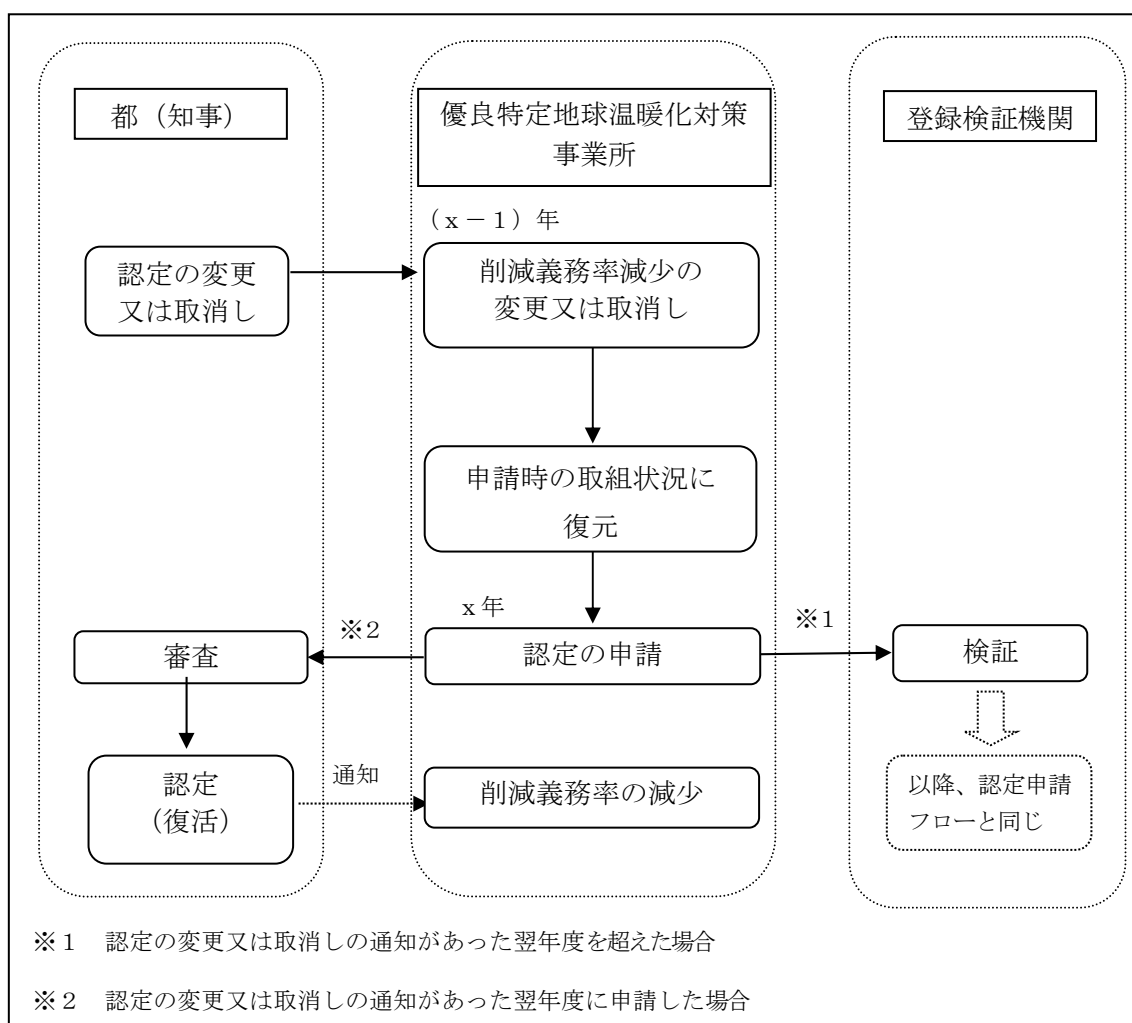 都（知事）
優良特定地球温暖化対策
事業所
登録検証機関
（x－1）年
認定の変更
又は取消し
削減義務率減少の
変更又は取消し
申請時の取組状況に
復元
x年
※2
※1
審査
認定の申請
検証
認定
（復活）
通知
削減義務率の減少
以降、認定申請
フローと同じ
※１　認定の変更又は取消しの通知があった翌年度を超えた場合
※２　認定の変更又は取消しの通知があった翌年度に申請した場合